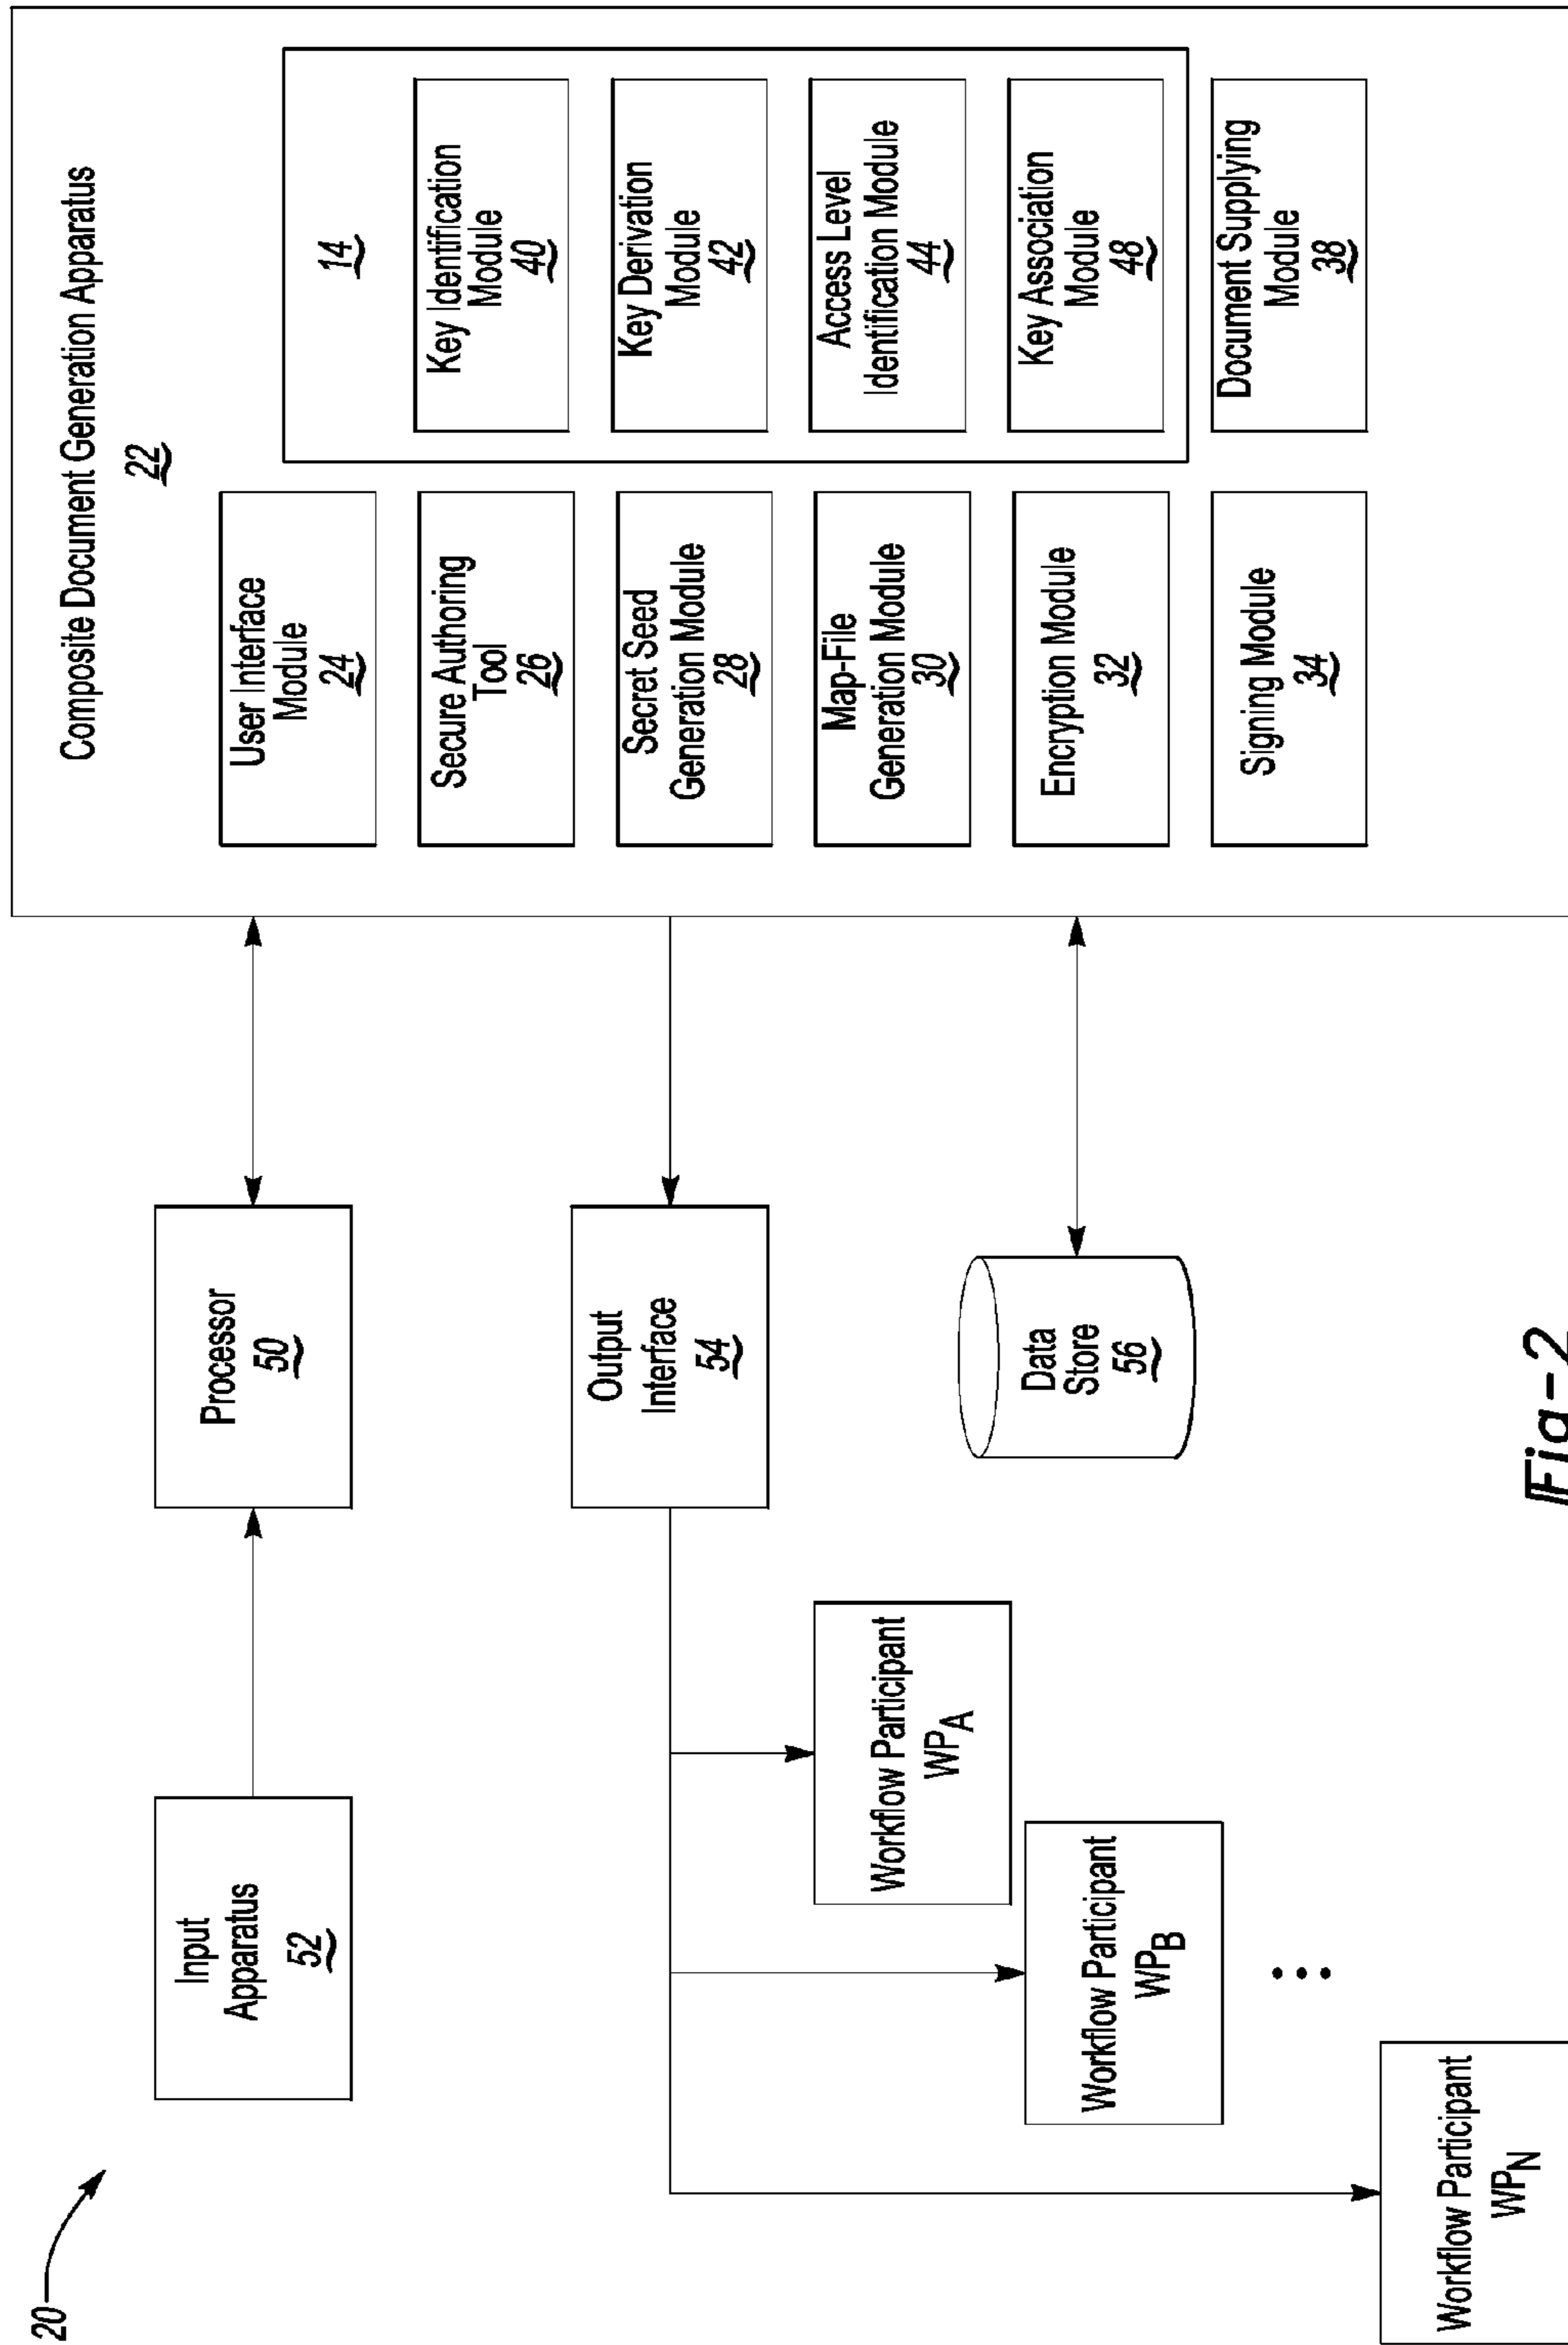 20
Input
Apparatus
52
Processor
50
Output
Interface
54
Data
Store
56
Workflow Participant
WPA
Workflow Participant
WPB
Workflow Participant
WPN
Composite Document Generation Apparatus
22
User Interface
Module
24
Secure Authoring
Tool
26
Secret Seed
Generation Module
28
Map-File
Generation Module
30
Encryption Module
32
Signing Module
34
14
Key Identification
Module
40
Key Derivation
Module
42
Access Level
Identification Module
44
Key Association
Module
48
Document Supplying
Module
38
Fig-2